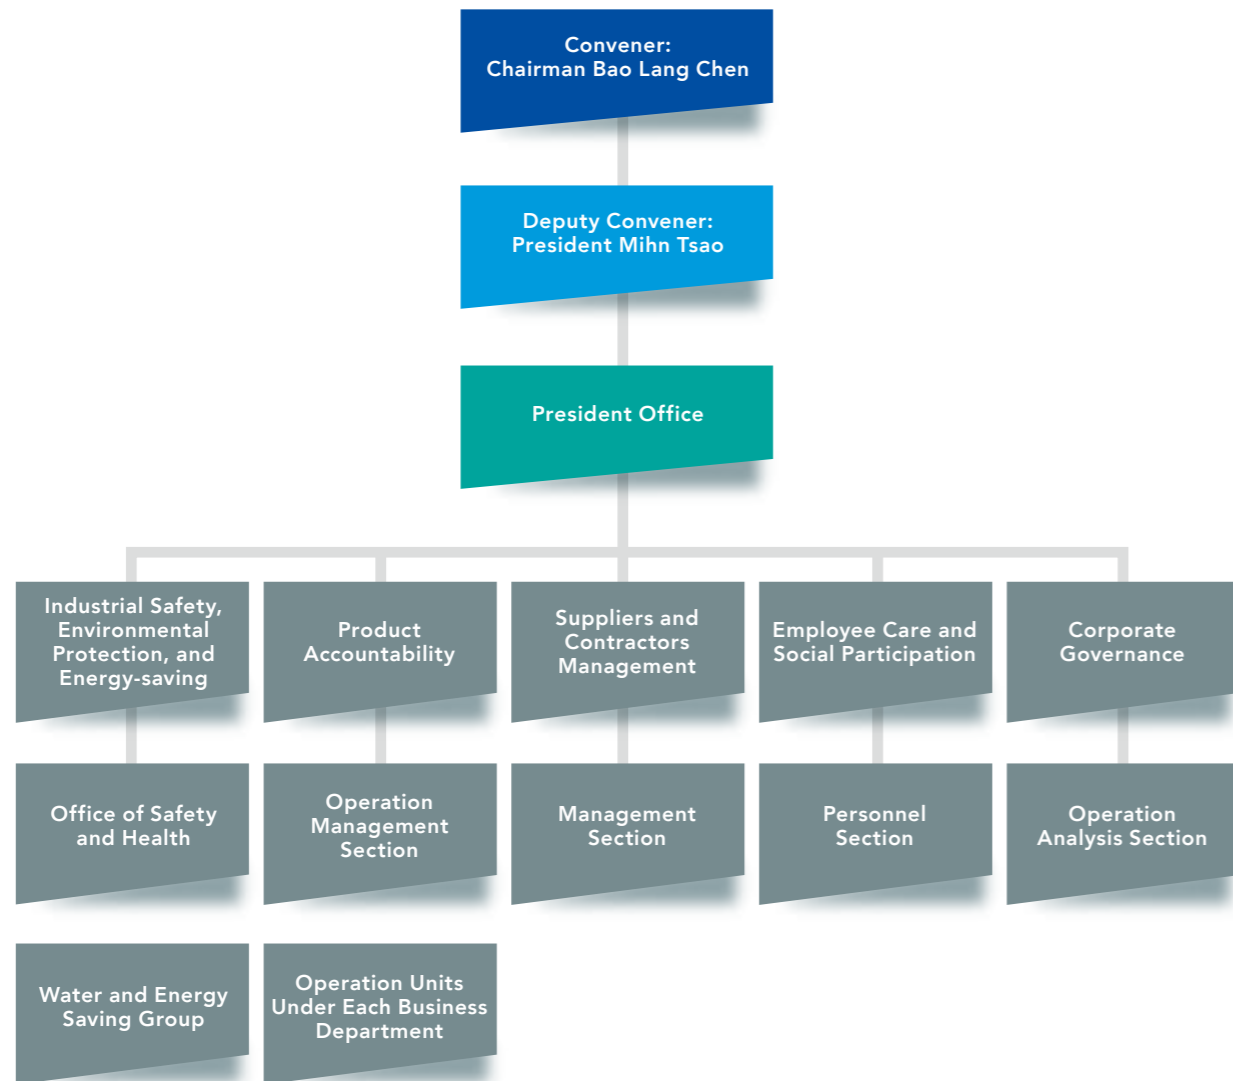 Convener:
Chairman Bao Lang Chen
Deputy Convener:
President Mihn Tsao
President Office
Industrial Safety,
Environmental
Protection, and
Energy-saving
Product
Accountability
Suppliers and
Contractors
Management
Employee Care and
Social Participation
Corporate
Governance
Office of Safety
and Health
Operation
Management
Section
Management
Section
Personnel
Section
Operation
Analysis Section
Water and Energy
Saving Group
Operation Units
Under Each Business
Department